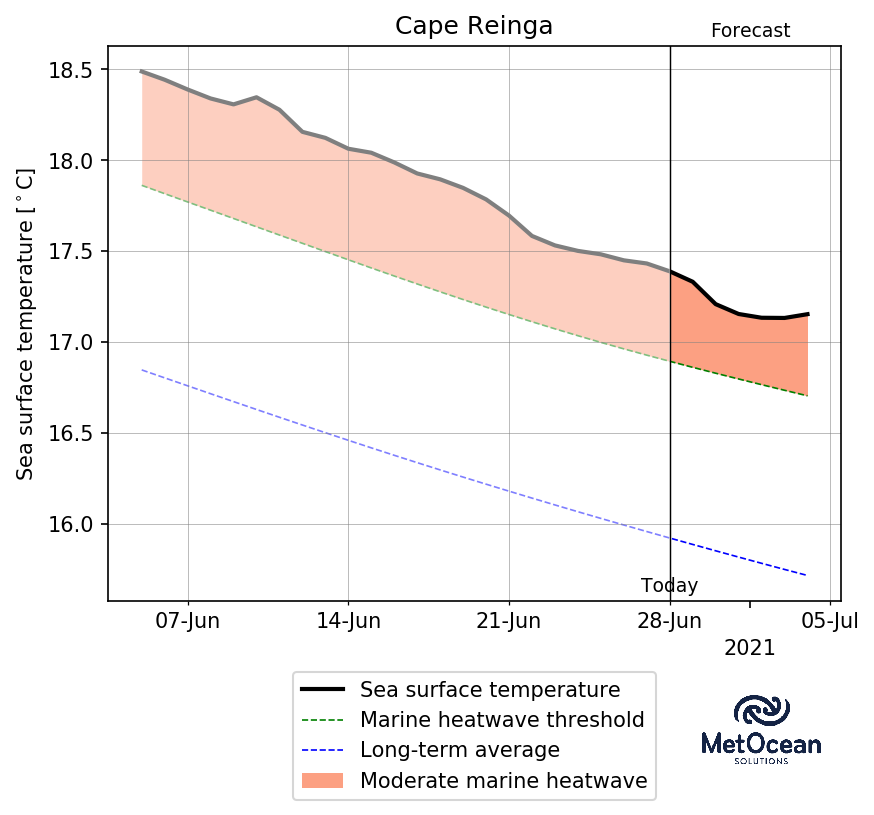 Cape Reinga
Forecast
Sea surface temperature [°C]
18.5
18.0
17.5
17.0
16.5
16.0
Today
07-Jun
14-Jun
21-Jun
28-Jun
05-Jul
2021
Sea surface temperature
Marine heatwave threshold
Long-term average
Moderate marine heatwave
MetOcean
SOLUTIONS